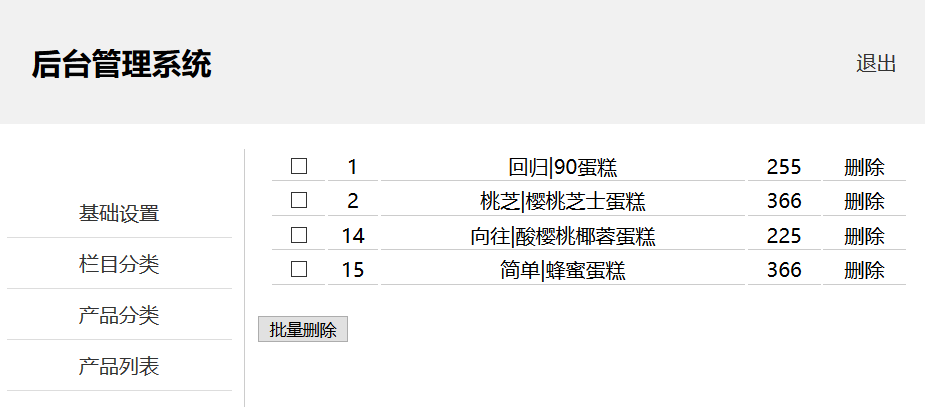 后台管理系统 退出
基础设置
栏目分类
产品分类
产品列表
1 回归|90蛋糕 255 删除
2 桃芝|樱桃芝士蛋糕 366 删除
14 向往|酸樱桃椰蓉蛋糕 225 删除
15 简单|蜂蜜蛋糕 366 删除
批量删除